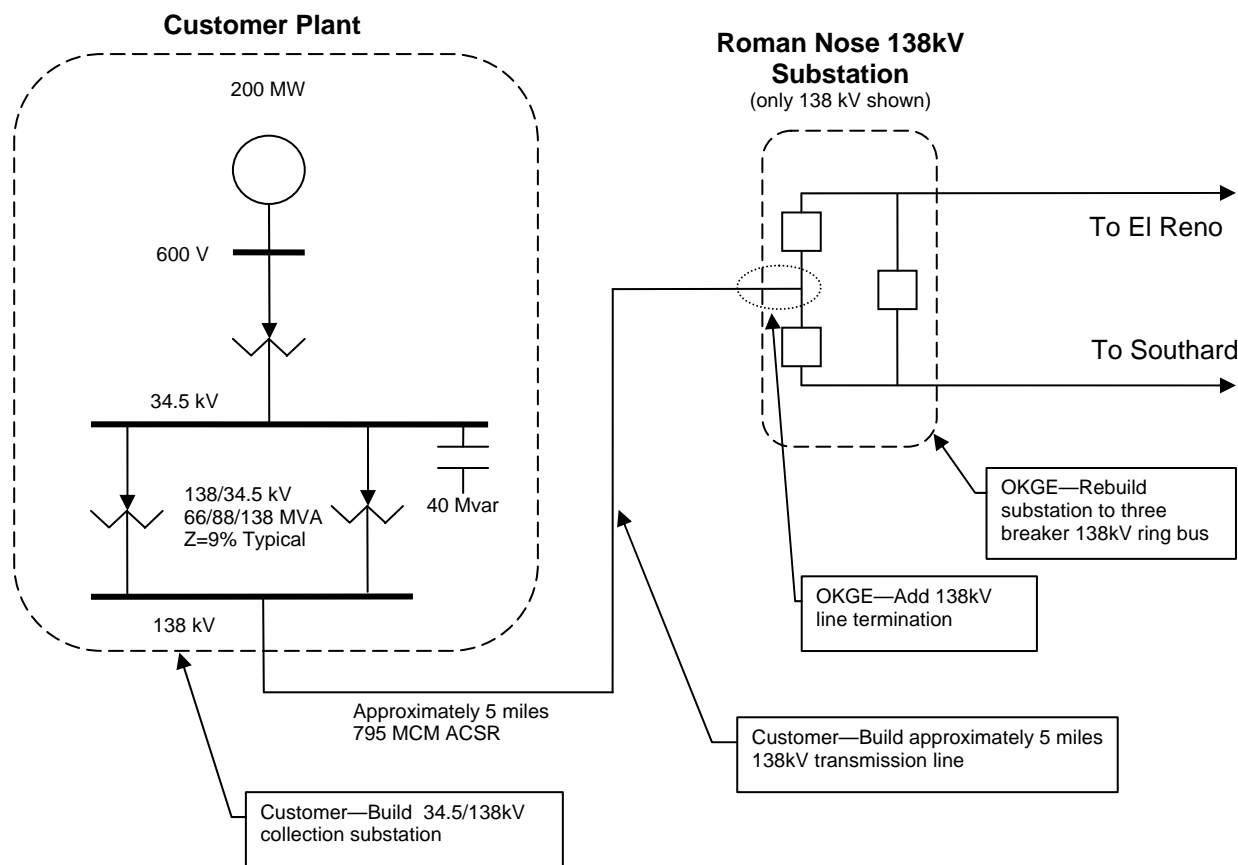 Customer Plant
200 MW
600 V
34.5 kV
138/34.5 kV
66/88/138 MVA
Z=9% Typical
40 Mvar
138 kV
Approximately 5 miles
795 MCM ACSR
Customer—Build 34.5/138kV
collection substation
Roman Nose 138kV
Substation
(only 138 kV shown)
To El Reno
To Southard
OKGE—Rebuild
substation to three
breaker 138kV ring bus
OKGE—Add 138kV
line termination
Customer—Build approximately 5 miles
138kV transmission line